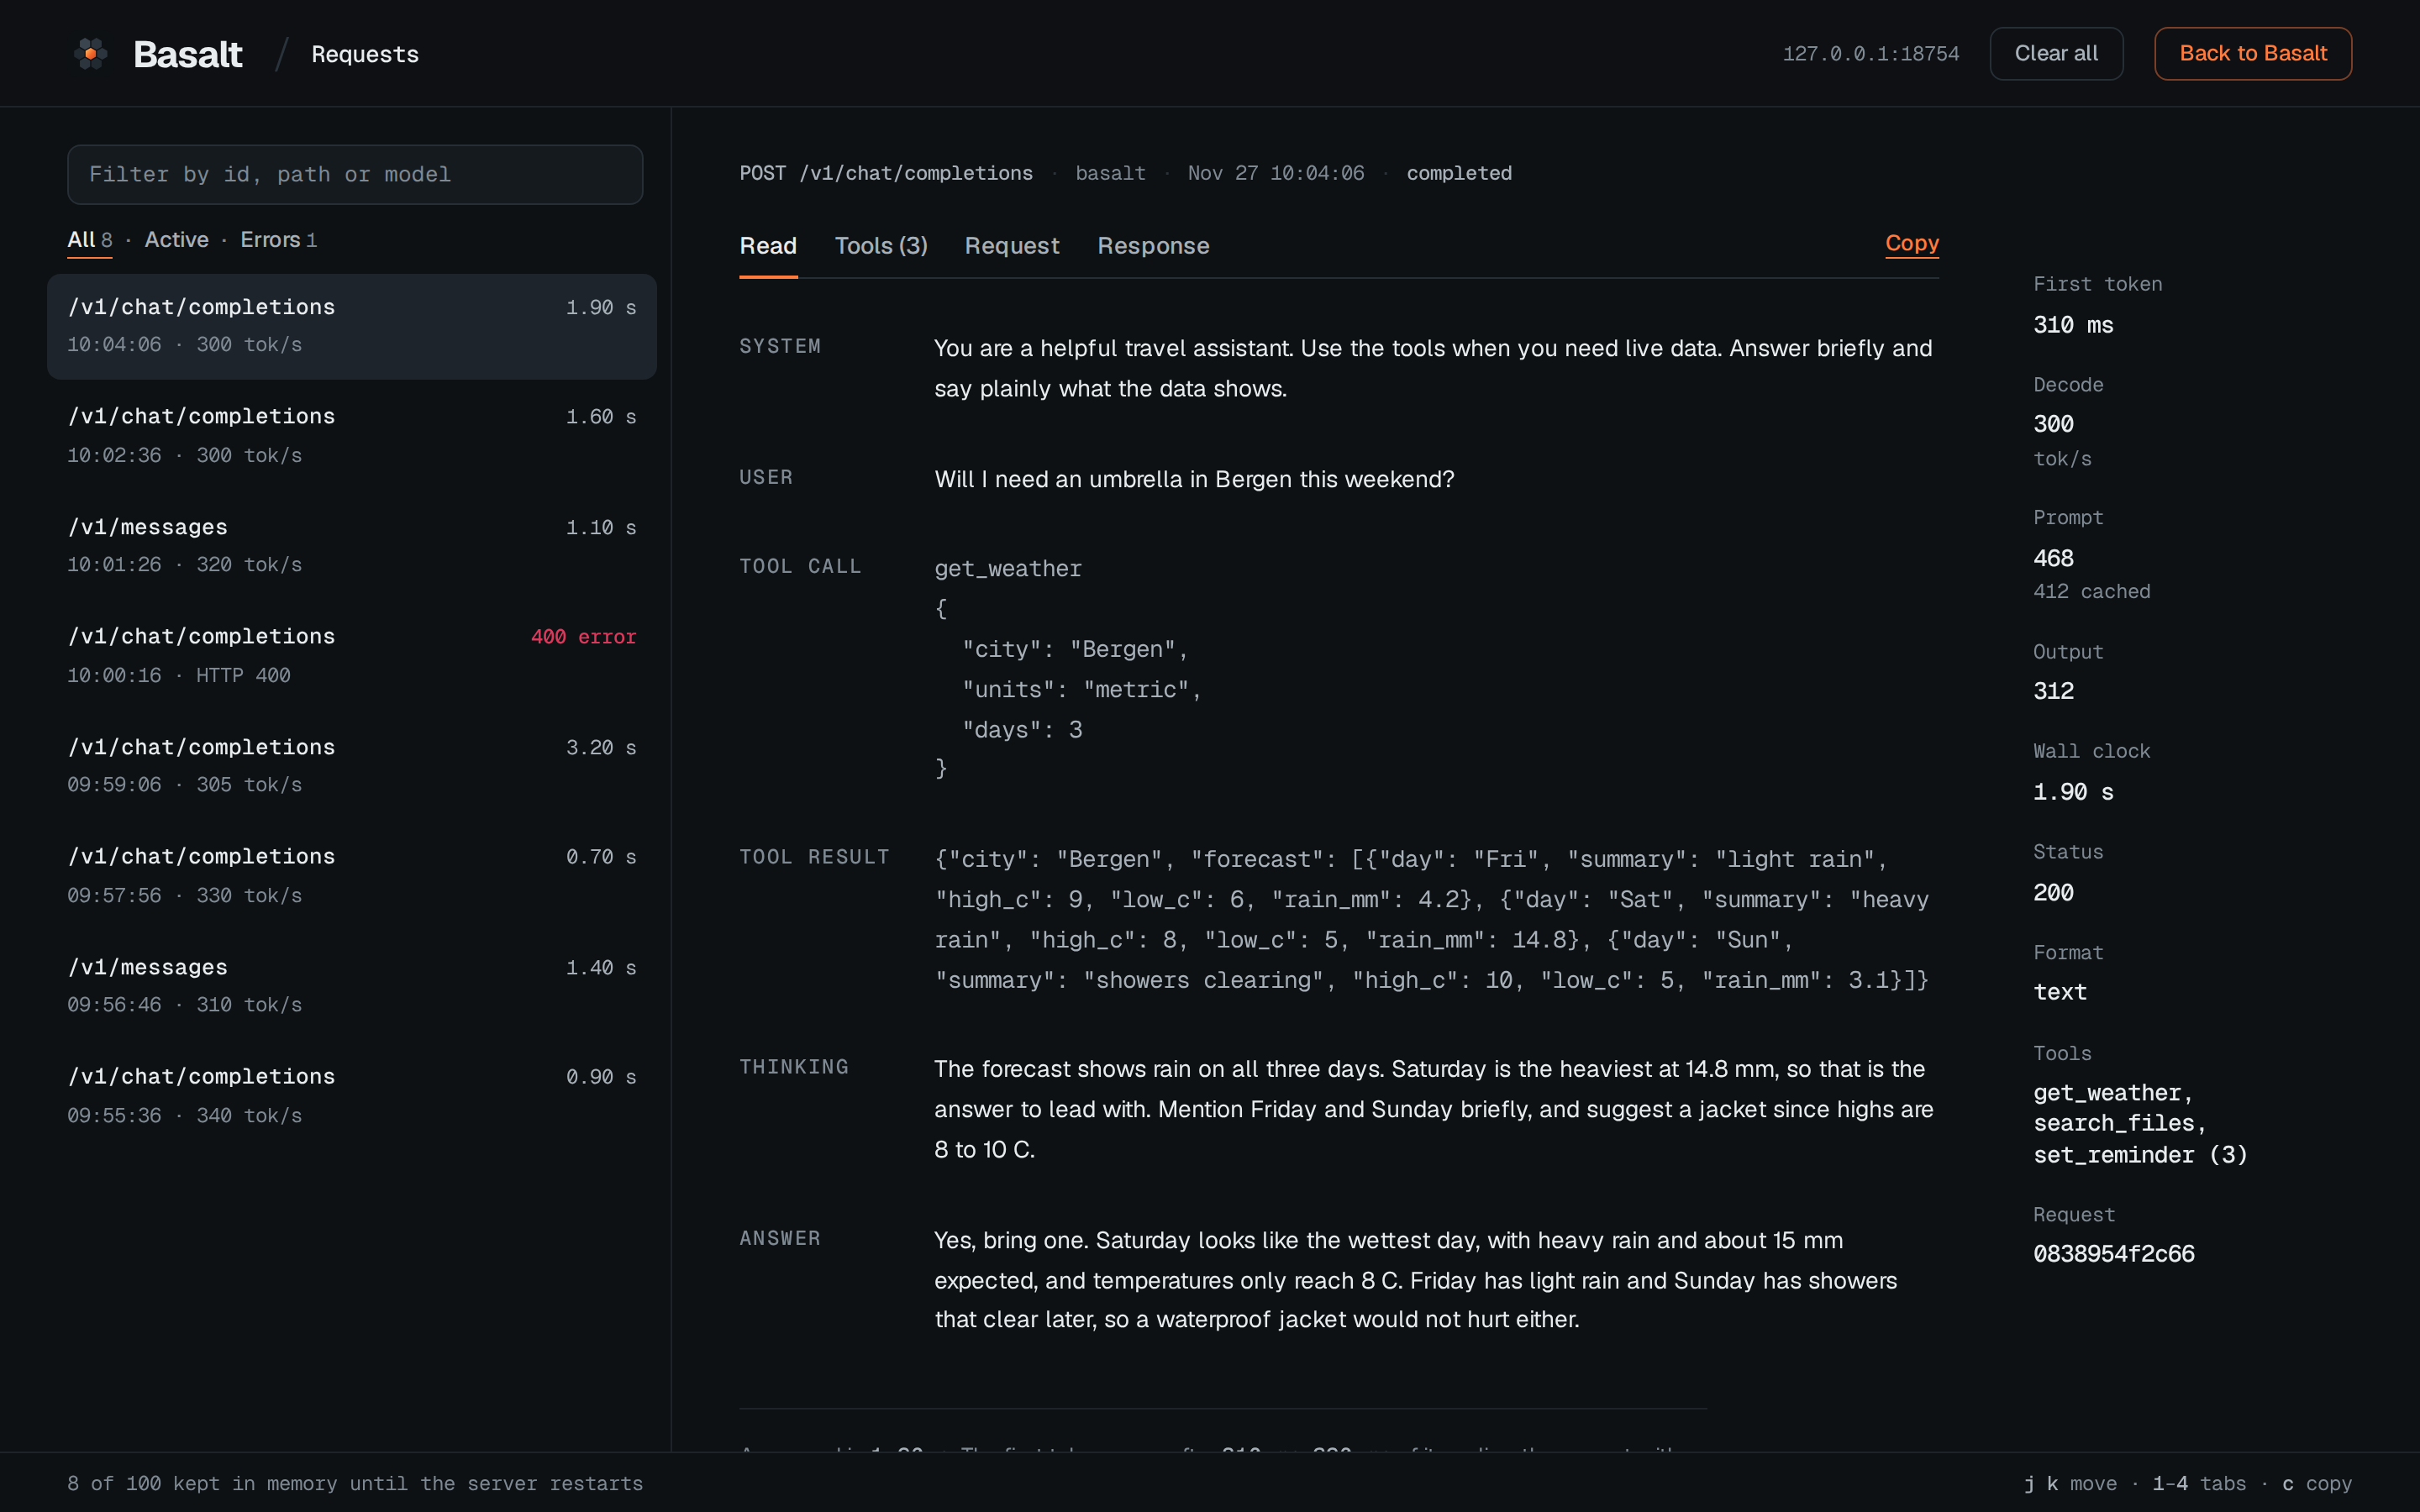 Basalt / Requests
127.0.0.1:18754
Clear all
Back to Basalt
Filter by id, path or model
All 8 · Active · Errors 1
/v1/chat/completions 1.90 s
10:04:06 · 300 tok/s
/v1/chat/completions 1.60 s
10:02:36 · 300 tok/s
/v1/messages 1.10 s
10:01:26 · 320 tok/s
/v1/chat/completions 400 error
10:00:16 · HTTP 400
/v1/chat/completions 3.20 s
09:59:06 · 305 tok/s
/v1/chat/completions 0.70 s
09:57:56 · 330 tok/s
/v1/messages 1.40 s
09:56:46 · 310 tok/s
/v1/chat/completions 0.90 s
09:55:36 · 340 tok/s
POST /v1/chat/completions · basalt · Nov 27 10:04:06 · completed
Read Tools (3) Request Response Copy
SYSTEM
You are a helpful travel assistant. Use the tools when you need live data. Answer briefly and
say plainly what the data shows.
USER
Will I need an umbrella in Bergen this weekend?
TOOL CALL
get_weather
{
"city": "Bergen",
"units": "metric",
"days": 3
}
TOOL RESULT
{"city": "Bergen", "forecast": [{"day": "Fri", "summary": "light rain",
"high_c": 9, "low_c": 6, "rain_mm": 4.2}, {"day": "Sat", "summary": "heavy
rain", "high_c": 8, "low_c": 5, "rain_mm": 14.8}, {"day": "Sun",
"summary": "showers clearing", "high_c": 10, "low_c": 5, "rain_mm": 3.1}]}
THINKING
The forecast shows rain on all three days. Saturday is the heaviest at 14.8 mm, so that is the
answer to lead with. Mention Friday and Sunday briefly, and suggest a jacket since highs are
8 to 10 C.
ANSWER
Yes, bring one. Saturday looks like the wettest day, with heavy rain and about 15 mm
expected, and temperatures only reach 8 C. Friday has light rain and Sunday has showers
that clear later, so a waterproof jacket would not hurt either.
First token
310 ms
Decode
300
tok/s
Prompt
468
412 cached
Output
312
Wall clock
1.90 s
Status
200
Format
text
Tools
get_weather,
search_files,
set_reminder (3)
Request
0838954f2c66
8 of 100 kept in memory until the server restarts
j k move · 1-4 tabs · c copy